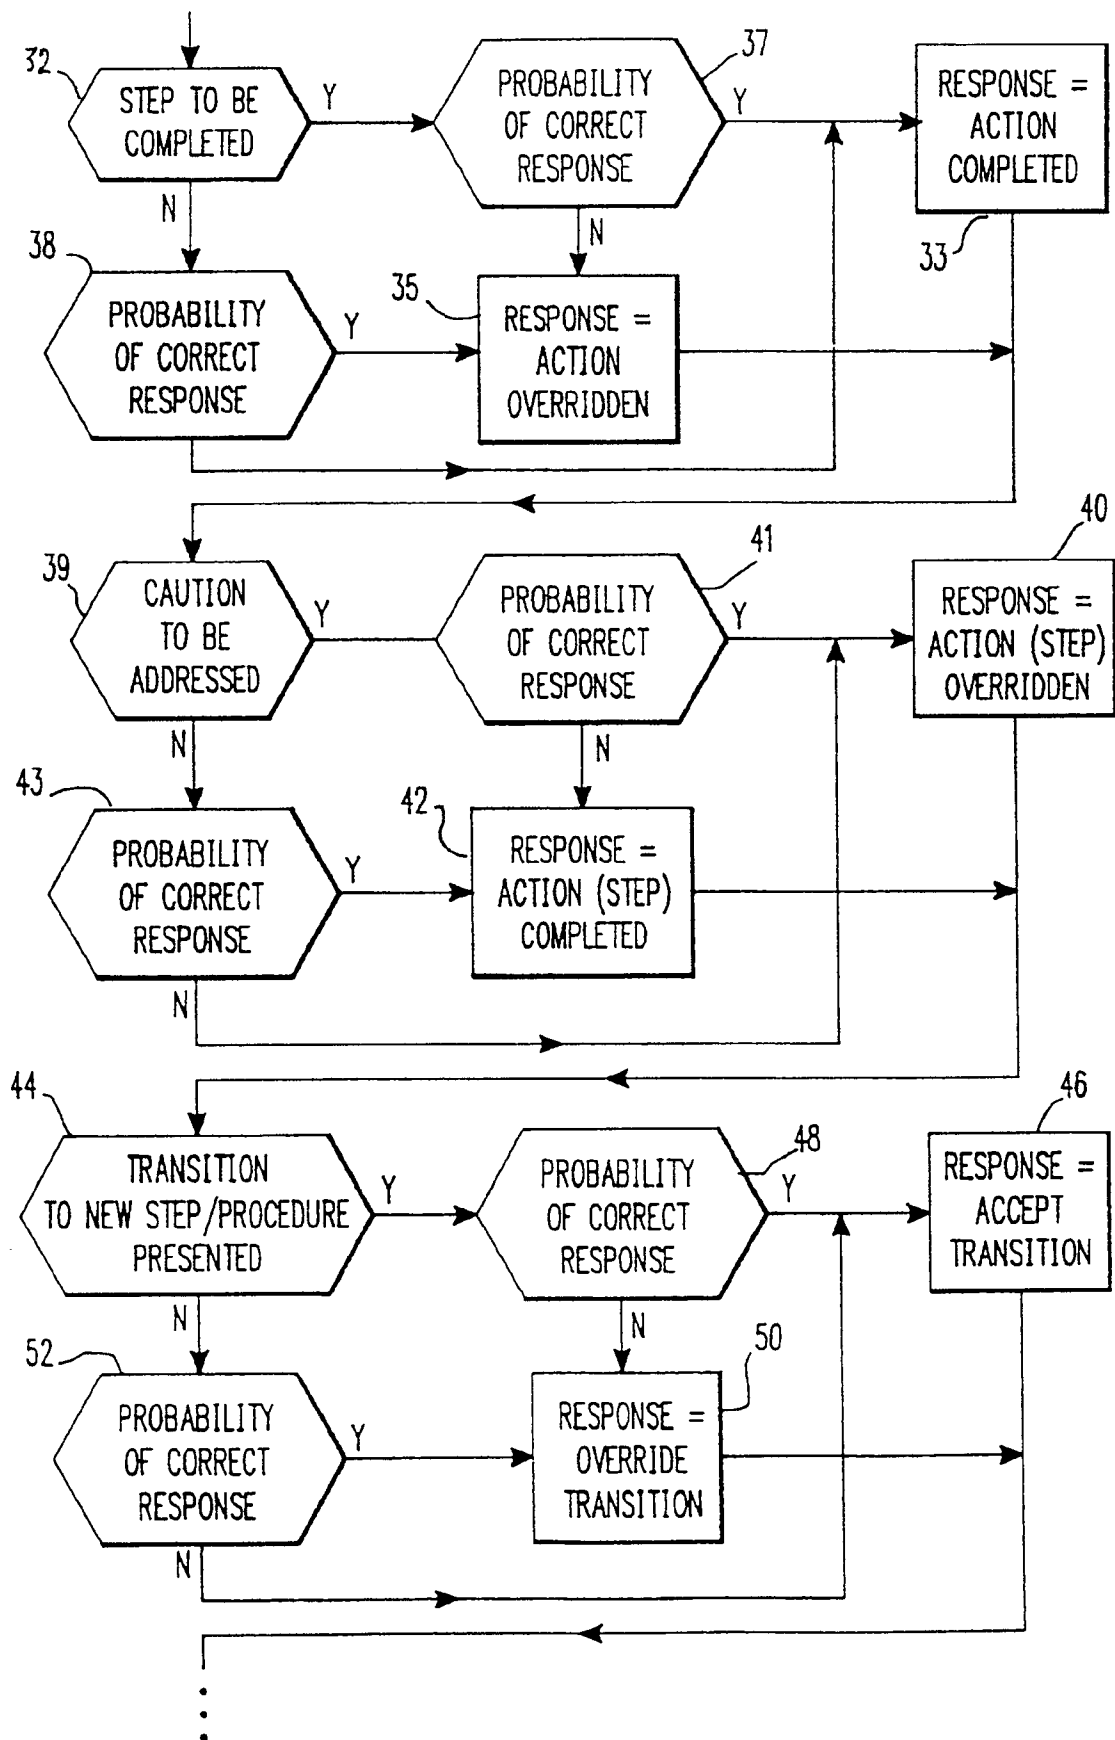 32
STEP TO BE
COMPLETED
Y
N
37
PROBABILITY
OF CORRECT
RESPONSE
Y
N
RESPONSE =
ACTION
COMPLETED
33
38
PROBABILITY
OF CORRECT
RESPONSE
Y
35
RESPONSE =
ACTION
OVERRIDDEN
39
CAUTION
TO BE
ADDRESSED
Y
N
41
PROBABILITY
OF CORRECT
RESPONSE
Y
N
40
RESPONSE =
ACTION (STEP)
OVERRIDDEN
43
PROBABILITY
OF CORRECT
RESPONSE
Y
N
42
RESPONSE =
ACTION (STEP)
COMPLETED
44
TRANSITION
TO NEW STEP/PROCEDURE
PRESENTED
Y
N
48
PROBABILITY
OF CORRECT
RESPONSE
Y
N
46
RESPONSE =
ACCEPT
TRANSITION
52
PROBABILITY
OF CORRECT
RESPONSE
Y
N
50
RESPONSE =
OVERRIDE
TRANSITION